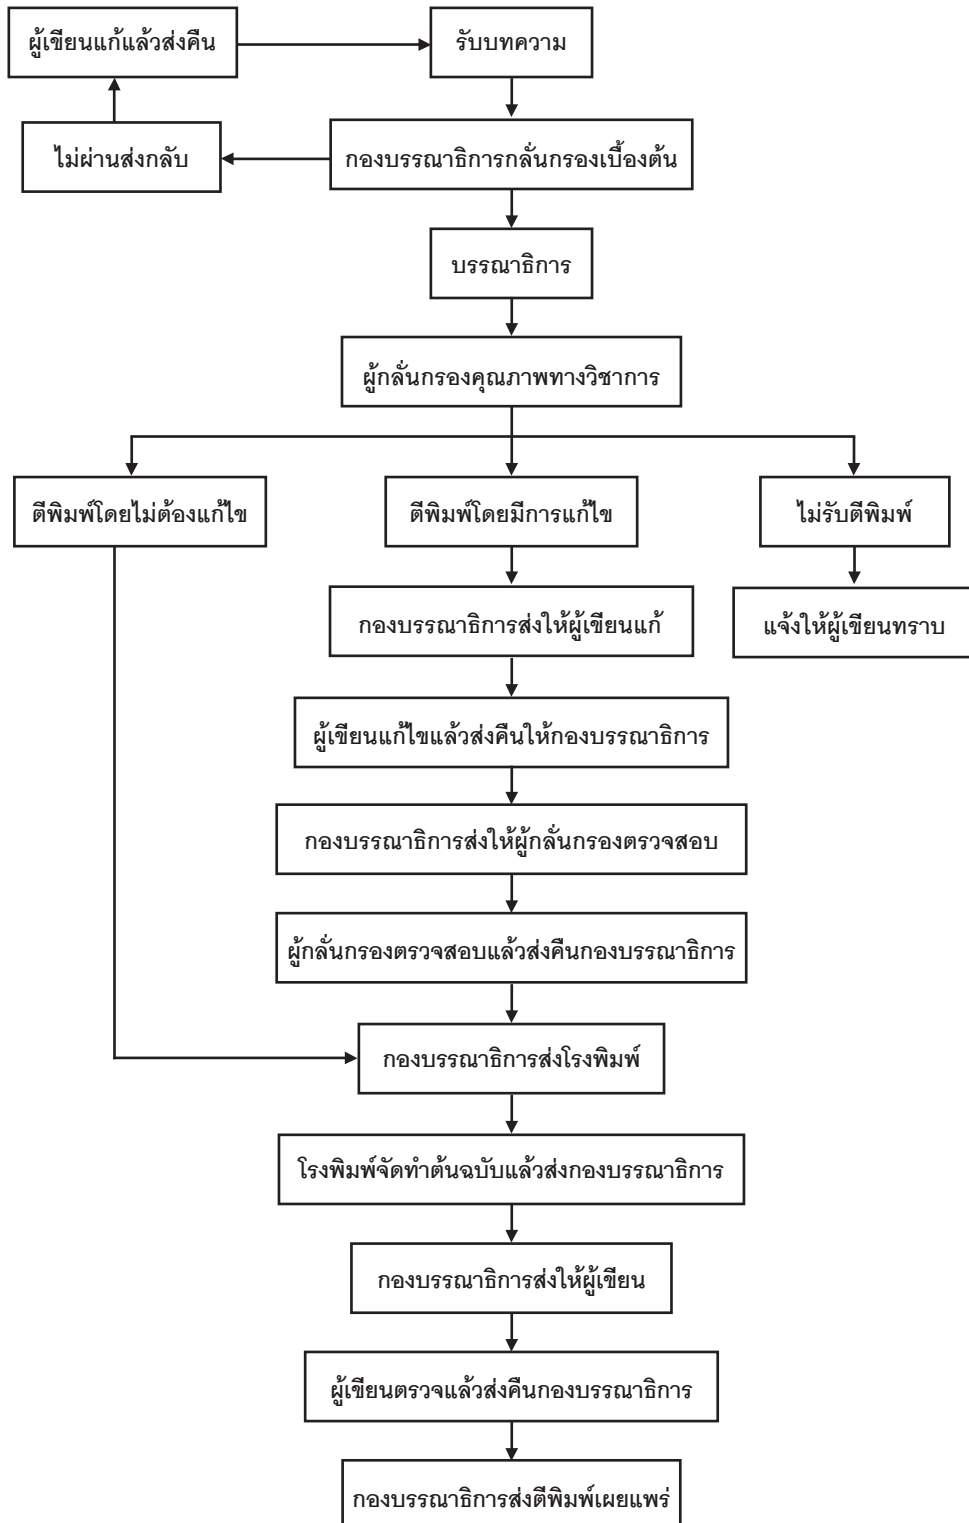 ผู้เขียนแก้แล้วส่งคืน
รับบทความ
ไม่ผ่านส่งกลับ
กองบรรณาธิการกลั่นกรองเบื้องต้น
บรรณาธิการ
ผู้กลั่นกรองคุณภาพทางวิชาการ
ตีพิมพ์โดยไม่ต้องแก้ไข
ตีพิมพ์โดยมีการแก้ไข
ไม่รับตีพิมพ์
กองบรรณาธิการส่งให้ผู้เขียนแก้
แจ้งให้ผู้เขียนทราบ
ผู้เขียนแก้ไขแล้วส่งคืนให้กองบรรณาธิการ
กองบรรณาธิการส่งให้ผู้กลั่นกรองตรวจสอบ
ผู้กลั่นกรองตรวจสอบแล้วส่งคืนกองบรรณาธิการ
กองบรรณาธิการส่งโรงพิมพ์
โรงพิมพ์จัดทำต้นฉบับแล้วส่งกองบรรณาธิการ
กองบรรณาธิการส่งให้ผู้เขียน
ผู้เขียนตรวจแล้วส่งคืนกองบรรณาธิการ
กองบรรณาธิการส่งตีพิมพ์เผยแพร่